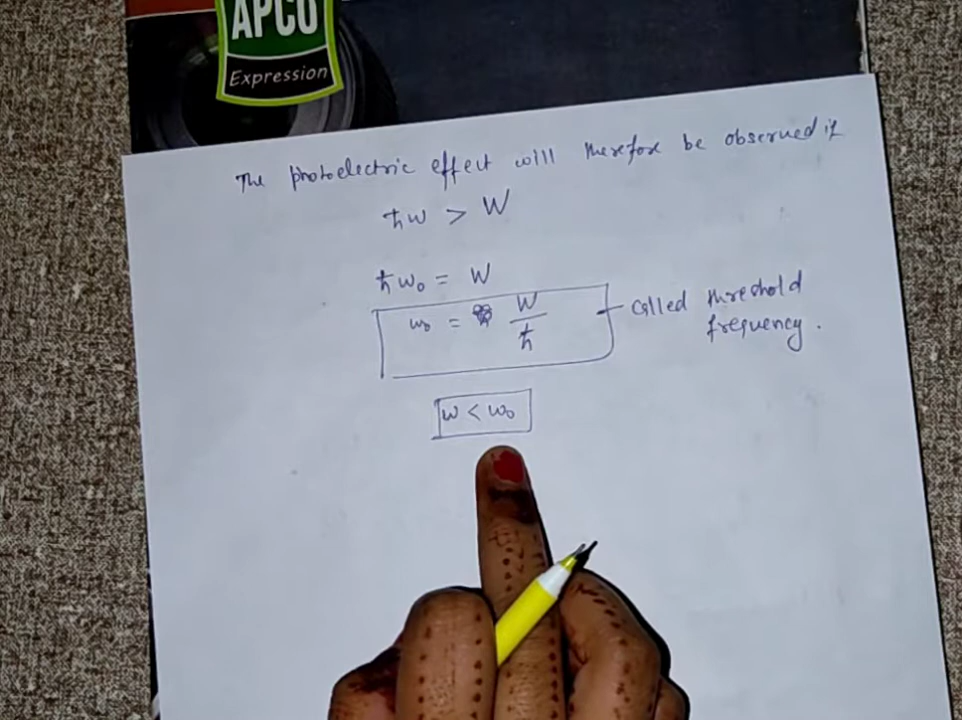 APCO
Expression
The photoelectric effect will therefore be observed if
ħω > W
ħω₀ = W
ω₀ = W/ħ
called threshold
frequency.
ω < ω₀